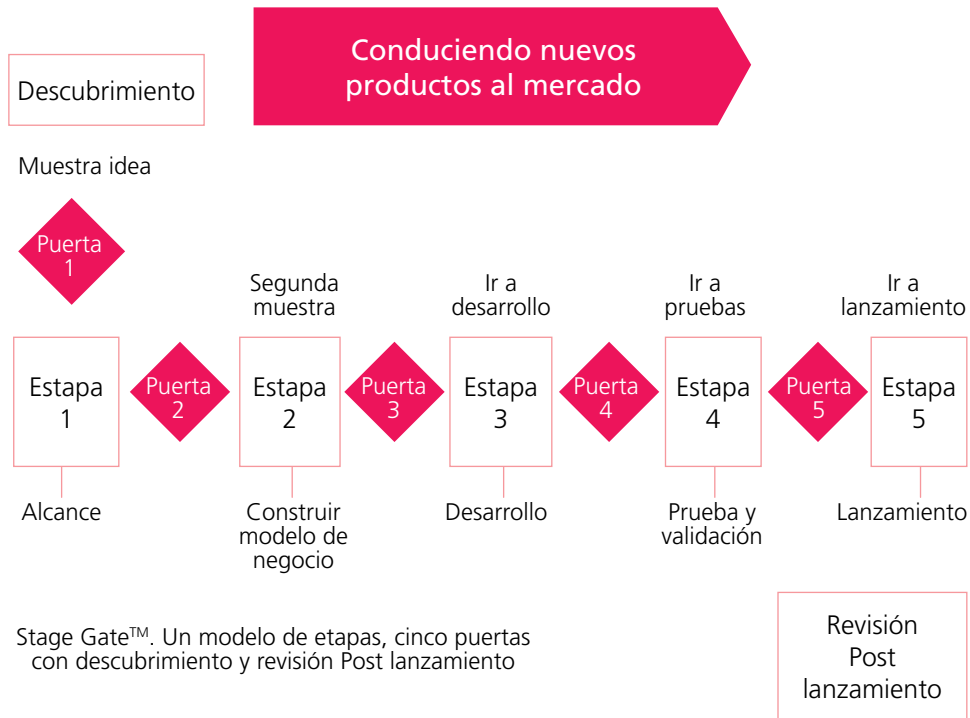 Conduciendo nuevos
productos al mercado
Descubrimiento
Muestra idea
Puerta
1
Segunda
muestra
Ir a
desarrollo
Ir a
pruebas
Ir a
lanzamiento
Estapa
1
Puerta
2
Estapa
2
Puerta
3
Estapa
3
Puerta
4
Estapa
4
Puerta
5
Estapa
5
Alcance
Construir
modelo de
negocio
Desarrollo
Prueba y
validación
Lanzamiento
Stage Gate™. Un modelo de etapas, cinco puertas
con descubrimiento y revisión Post lanzamiento
Revisión
Post
lanzamiento